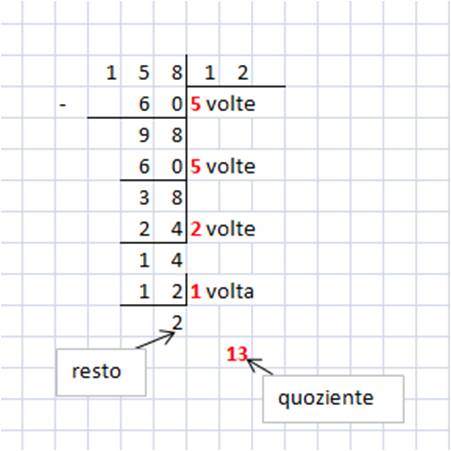 1 5 8 1 2
- 6 0 5 volte
9 8
6 0 5 volte
3 8
2 4 2 volte
1 4
1 2 1 volta
2
13
resto
quoziente